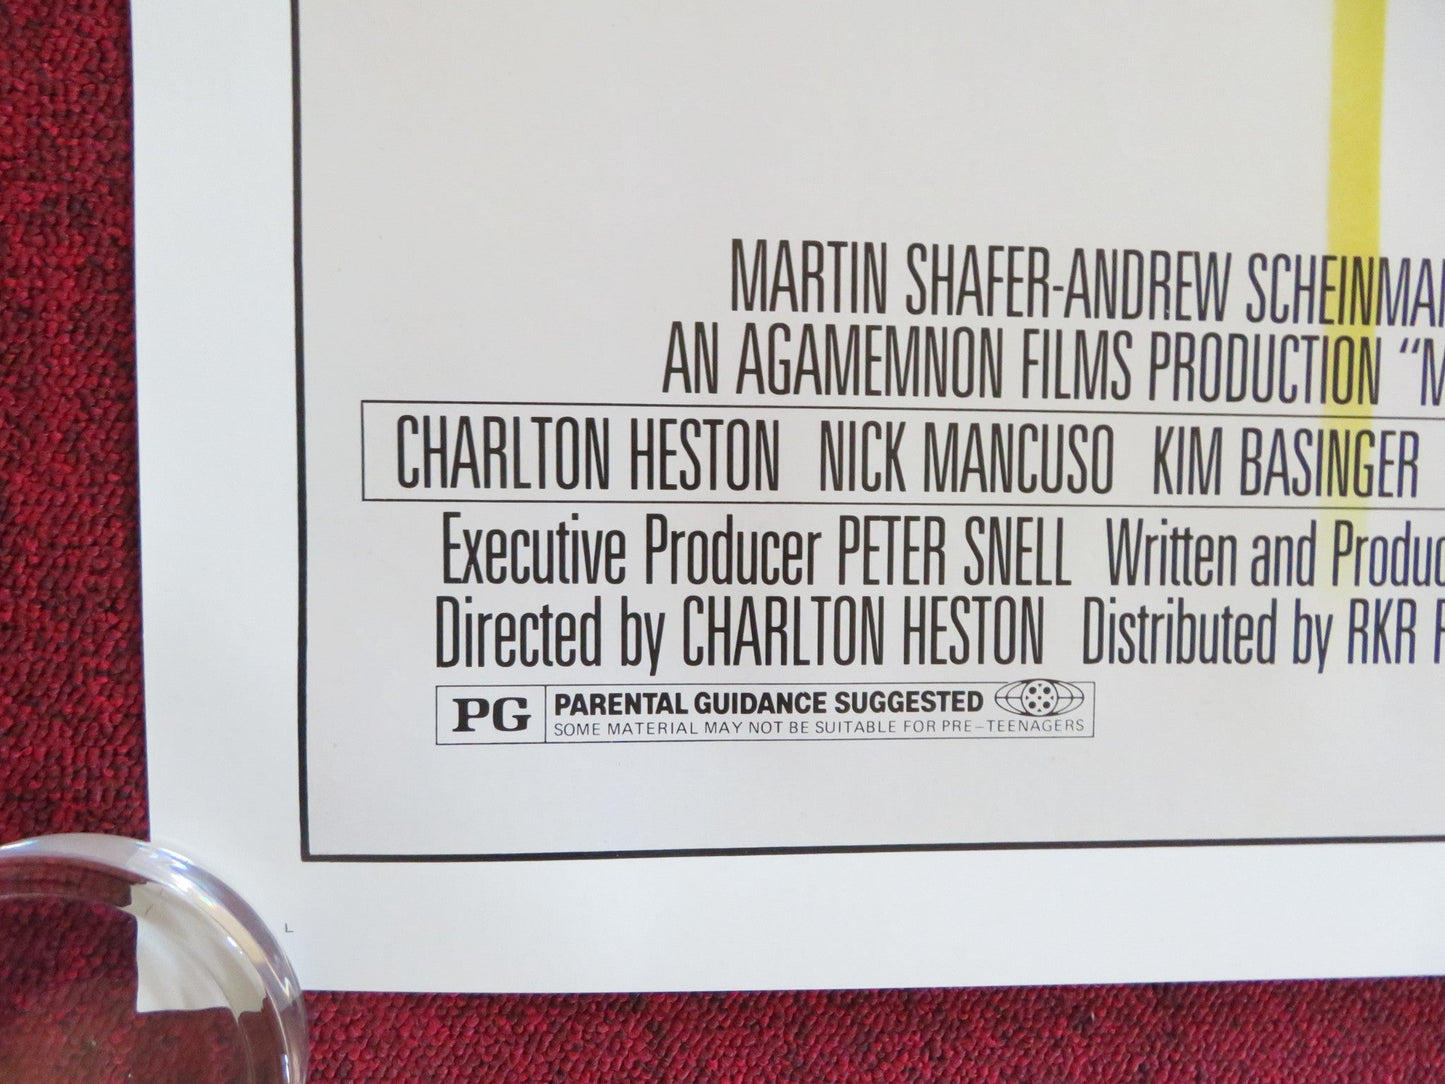 MARTIN SHAFER-ANDREW SCHEINMA
AN AGAMEMNON FILMS PRODUCTION "M
CHARLTON HESTON NICK MANCUSO KIM BASINGER
Executive Producer PETER SNELL Written and Produc
Directed by CHARLTON HESTON Distributed by RKR F
PG PARENTAL GUIDANCE SUGGESTED
SOME MATERIAL MAY NOT BE SUITABLE FOR PRE-TEENAGERS
L